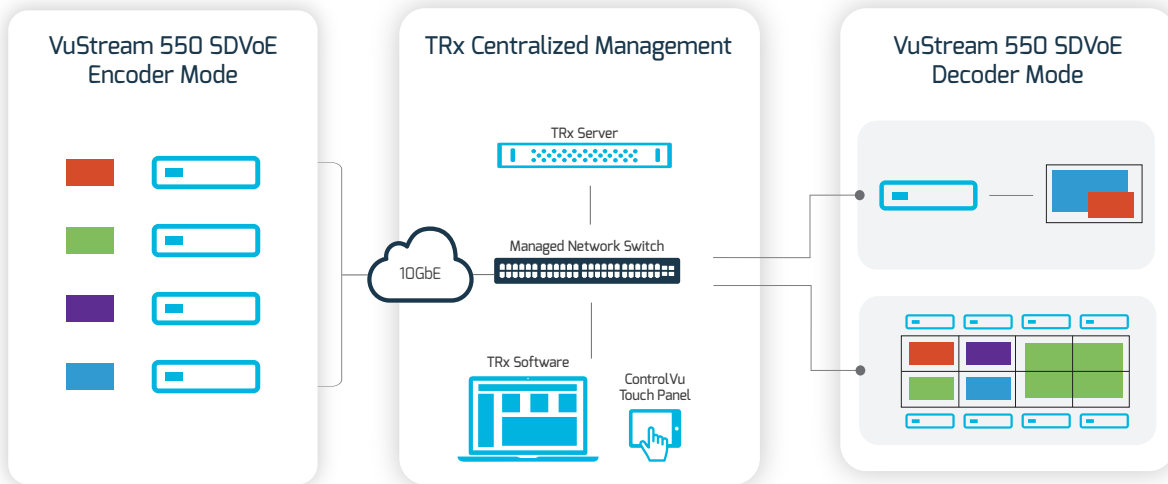 VuStream 550 SDVoE
Encoder Mode
TRx Centralized Management
TRx Server
Managed Network Switch
10GbE
TRx Software
ControlVu
Touch Panel
VuStream 550 SDVoE
Decoder Mode